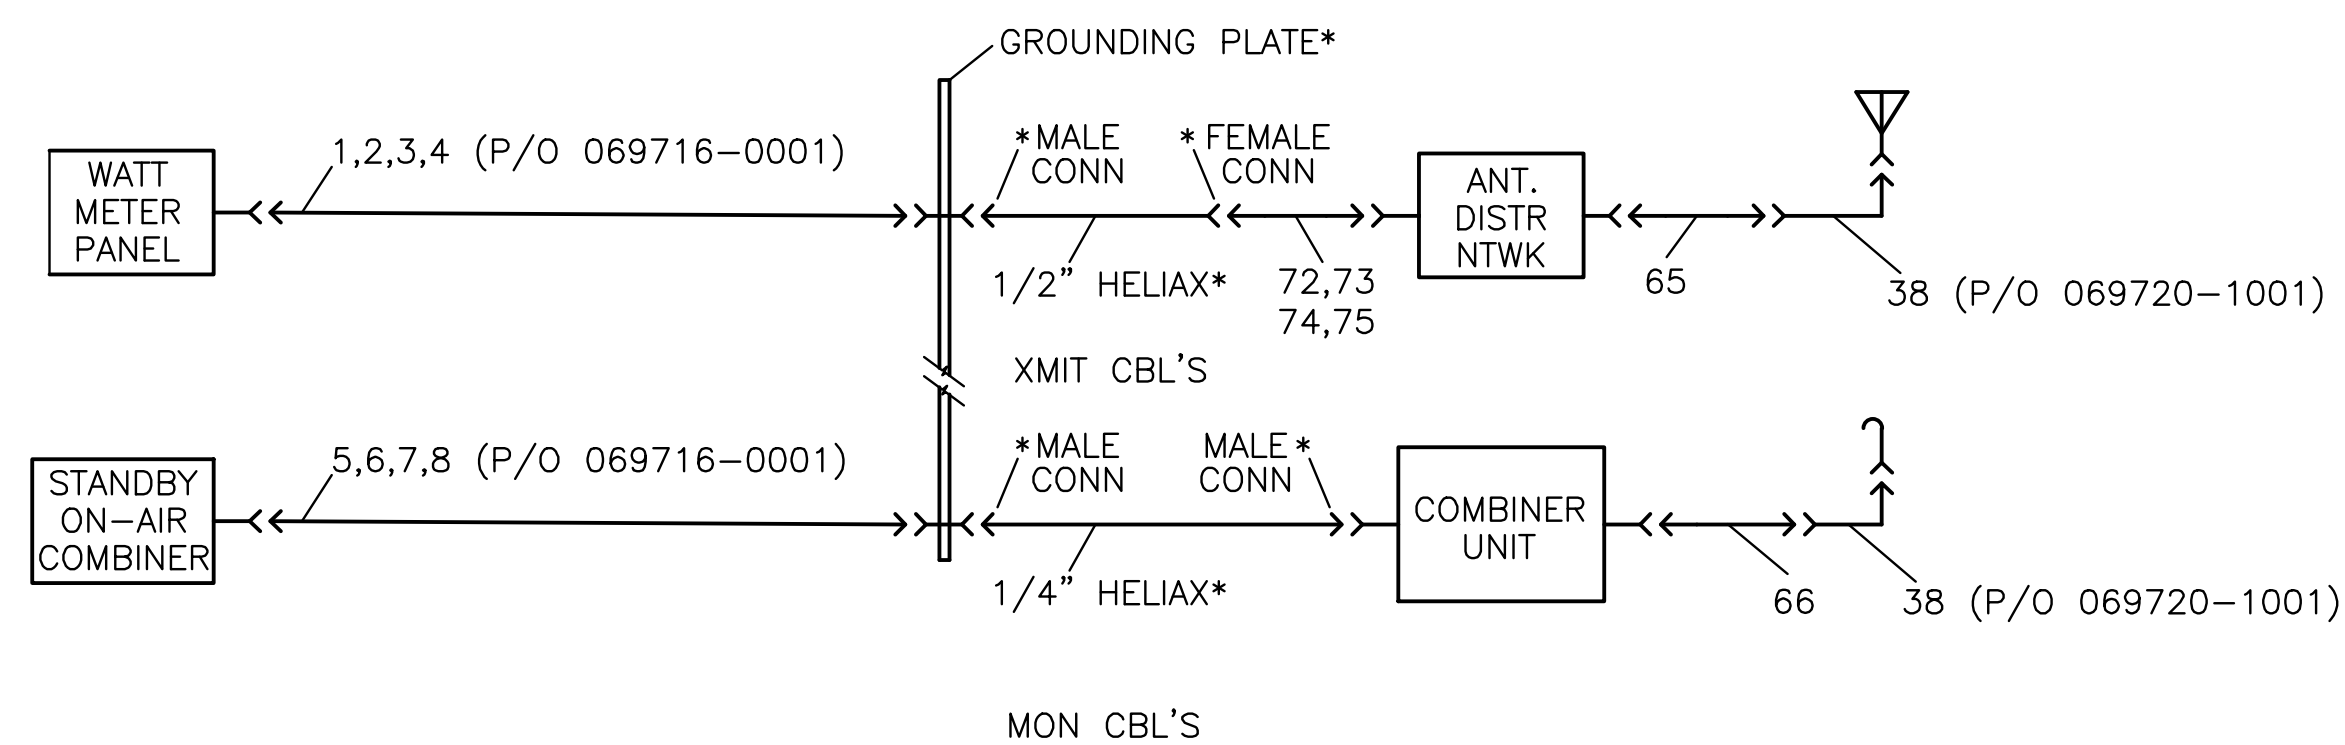 GROUNDING PLATE*
1,2,3,4 (P/O 069716-0001)
WATT
METER
PANEL
*MALE
CONN
*FEMALE
CONN
ANT.
DISTR
NTWK
1/2" HELIAX*
72,73
74,75
65
38 (P/O 069720-1001)
XMIT CBL'S
5,6,7,8 (P/O 069716-0001)
STANDBY
ON-AIR
COMBINER
*MALE
CONN
MALE*
CONN
COMBINER
UNIT
1/4" HELIAX*
66
38 (P/O 069720-1001)
MON CBL'S